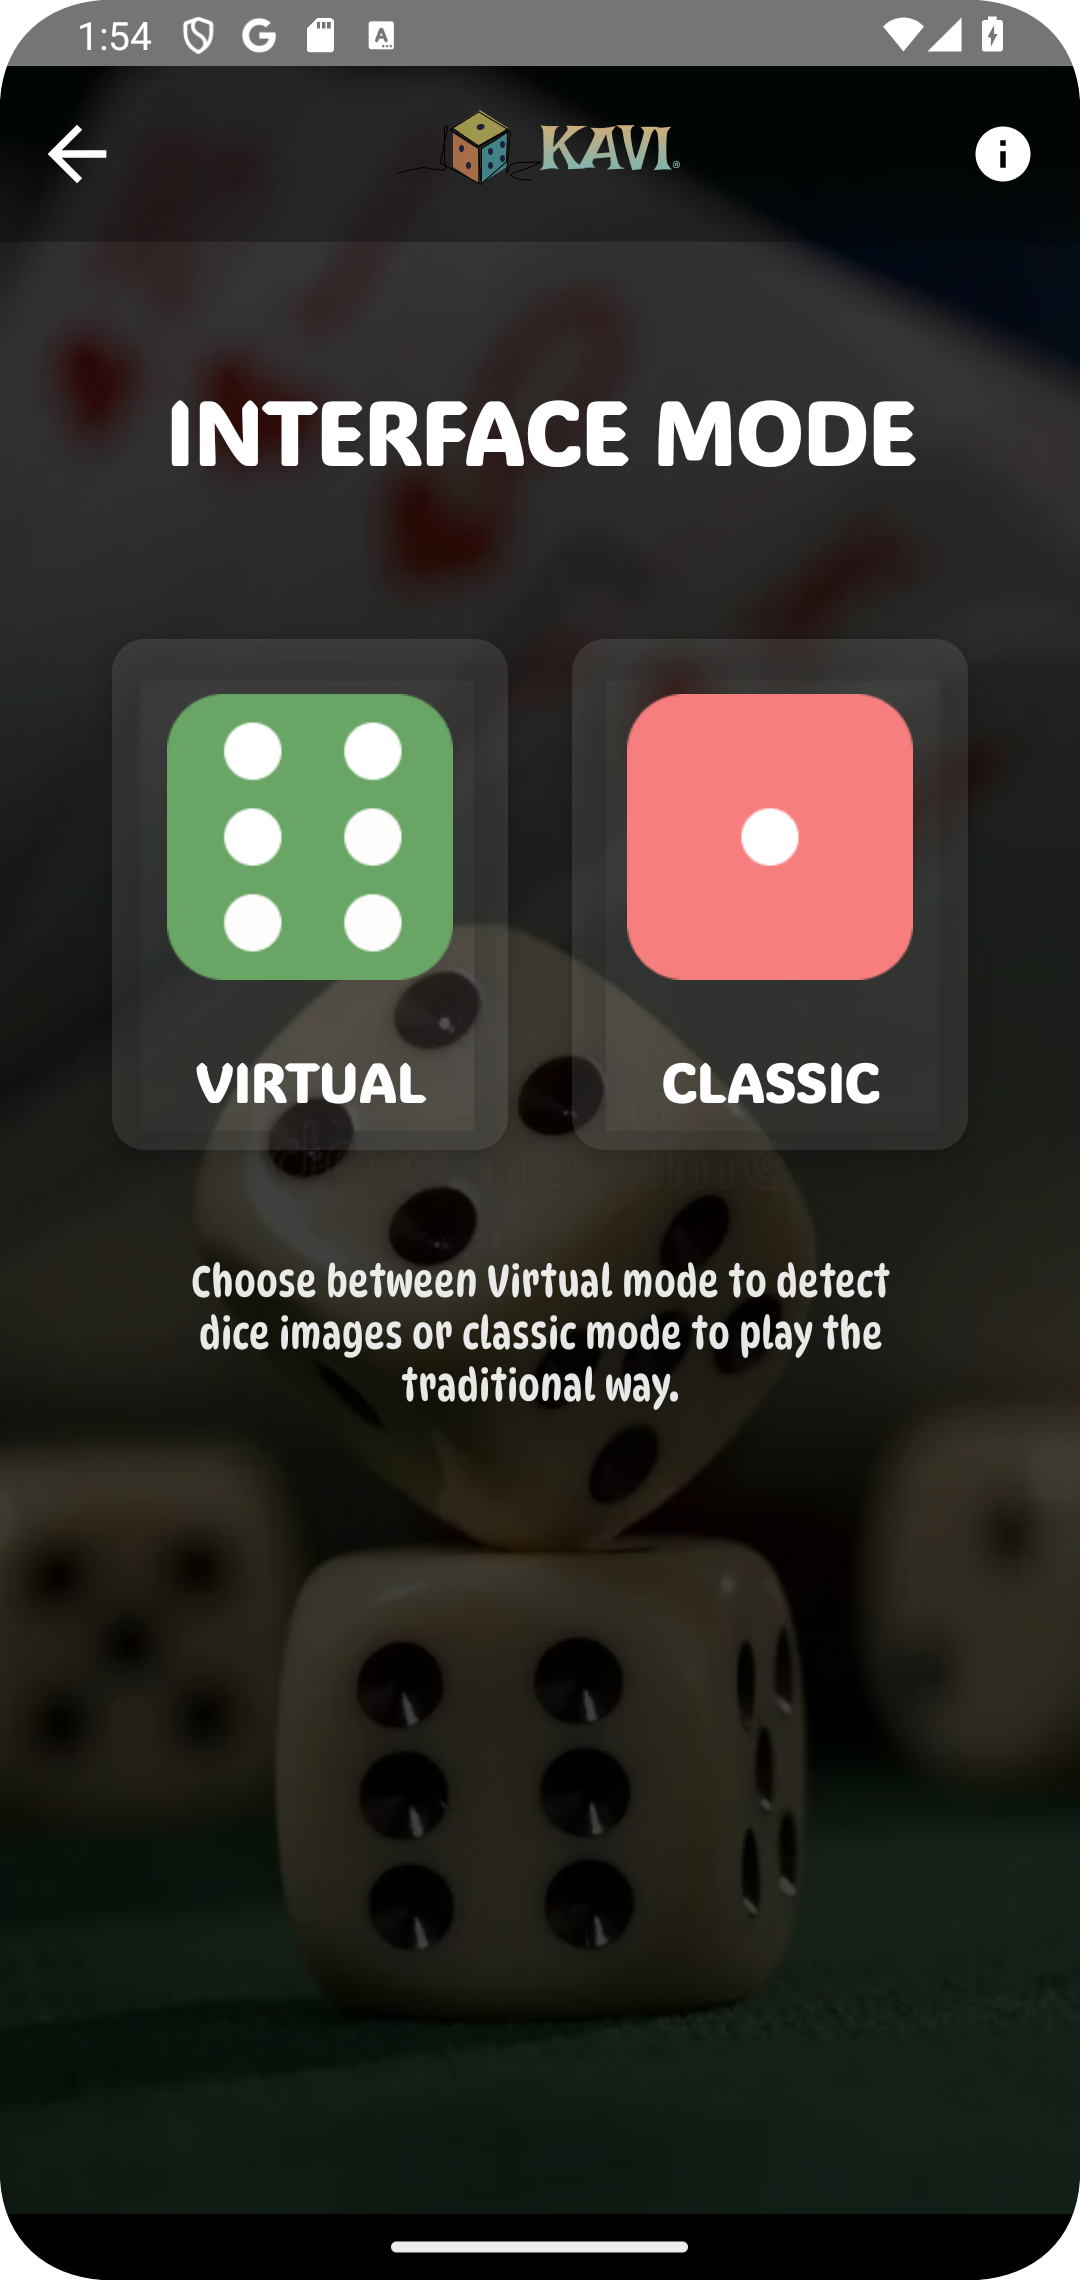 1:54
KAVI®
INTERFACE MODE
VIRTUAL
CLASSIC
Choose between Virtual mode to detect
dice images or classic mode to play the
traditional way.